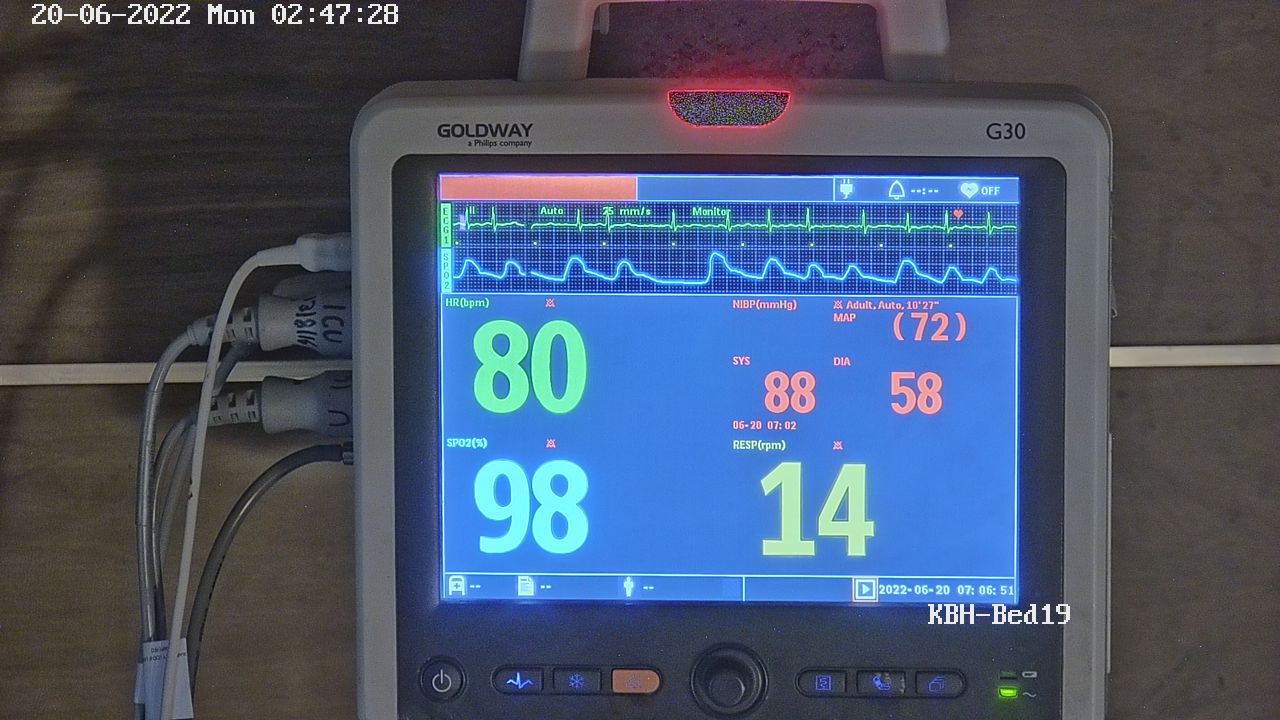 20-06-2022 Mon 02:47:28
GOLDWAY
a Philips company
G30
--:-- OFF
II Auto 25 mm/s Monitor
ECG1
SPO2
HR(bpm)
80
NIBP(mmHg) Adult, Auto, 10'27"
MAP (72)
SYS 88 DIA 58
06-20 07:02
SPO2(%)
98
RESP(rpm)
14
-- -- -- 2022-06-20 07:06:51
KBH-Bed19
ICU